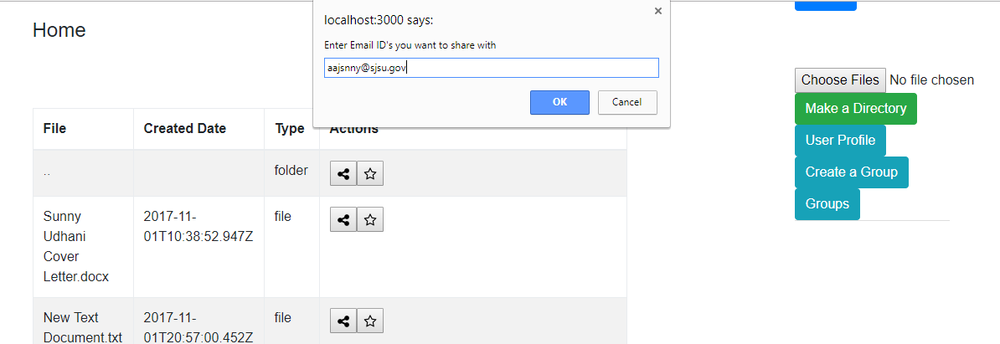 Home
localhost:3000 says:
Enter Email ID's you want to share with
aajsnny@sjsu.gov
OK Cancel
Choose Files No file chosen
Make a Directory
User Profile
Create a Group
Groups
File Created Date Type Actions
.. folder
Sunny
Udhani
Cover
Letter.docx
2017-11-
01T10:38:52.947Z
file
New Text
Document.txt
2017-11-
01T20:57:00.452Z
file